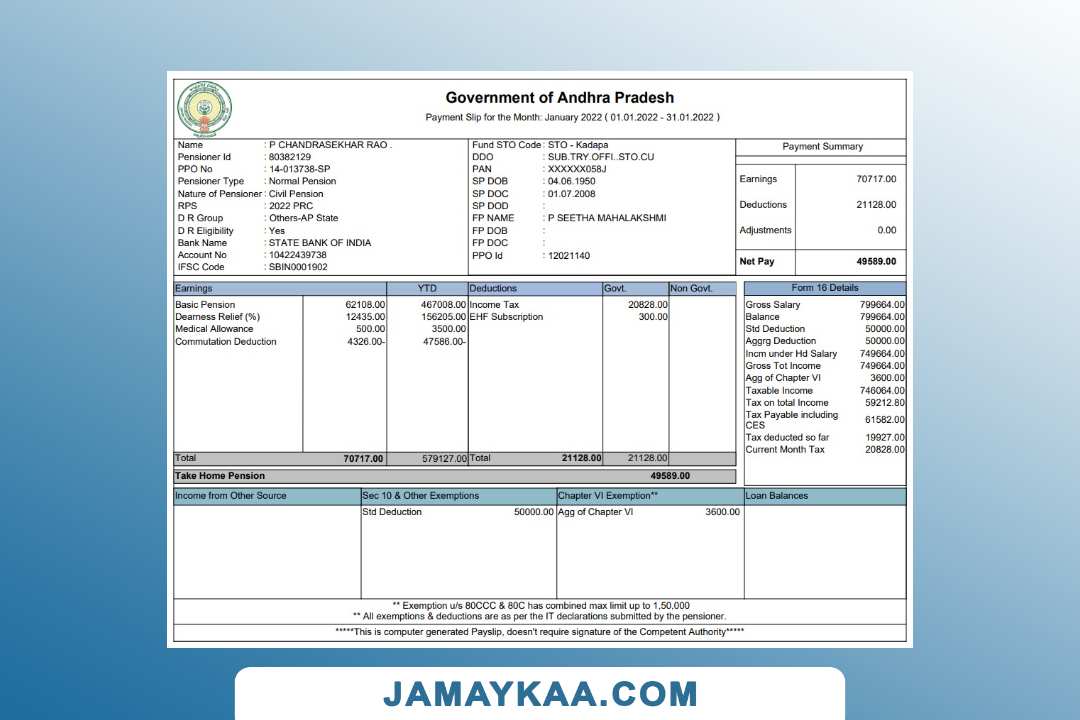 Government of Andhra Pradesh
Payment Slip for the Month: January 2022 ( 01.01.2022 - 31.01.2022 )
Name : P CHANDRASEKHAR RAO .
Pensioner Id : 80382129
PPO No : 14-013738-SP
Pensioner Type : Normal Pension
Nature of Pensioner : Civil Pension
RPS : 2022 PRC
D R Group : Others-AP State
D R Eligibility : Yes
Bank Name : STATE BANK OF INDIA
Account No : 10422439738
IFSC Code : SBIN0001902
Fund STO Code : STO - Kadapa
DDO : SUB.TRY.OFFI..STO.CU
PAN : XXXXXX058J
SP DOB : 04.06.1950
SP DOC : 01.07.2008
SP DOD :
FP NAME : P SEETHA MAHALAKSHMI
FP DOB :
FP DOC :
PPO Id : 12021140
Payment Summary
Earnings 70717.00
Deductions 21128.00
Adjustments 0.00
Net Pay 49589.00
Earnings YTD Deductions Govt. Non Govt.
Basic Pension 62108.00 467008.00 Income Tax 20828.00
Dearness Relief (%) 12435.00 156205.00 EHF Subscription 300.00
Medical Allowance 500.00 3500.00
Commutation Deduction 4326.00- 47586.00-
Total 70717.00 579127.00 Total 21128.00 21128.00
Take Home Pension 49589.00
Form 16 Details
Gross Salary 799664.00
Balance 799664.00
Std Deduction 50000.00
Aggrg Deduction 50000.00
Incm under Hd Salary 749664.00
Gross Tot Income 749664.00
Agg of Chapter VI 3600.00
Taxable Income 746064.00
Tax on total Income 59212.80
Tax Payable including
CES 61582.00
Tax deducted so far 19927.00
Current Month Tax 20828.00
Income from Other Source Sec 10 & Other Exemptions Chapter VI Exemption** Loan Balances
Std Deduction 50000.00 Agg of Chapter VI 3600.00
** Exemption u/s 80CCC & 80C has combined max limit up to 1,50,000
** All exemptions & deductions are as per the IT declarations submitted by the pensioner.
*****This is computer generated Payslip, doesn't require signature of the Competent Authority*****
JAMAYKAA.COM